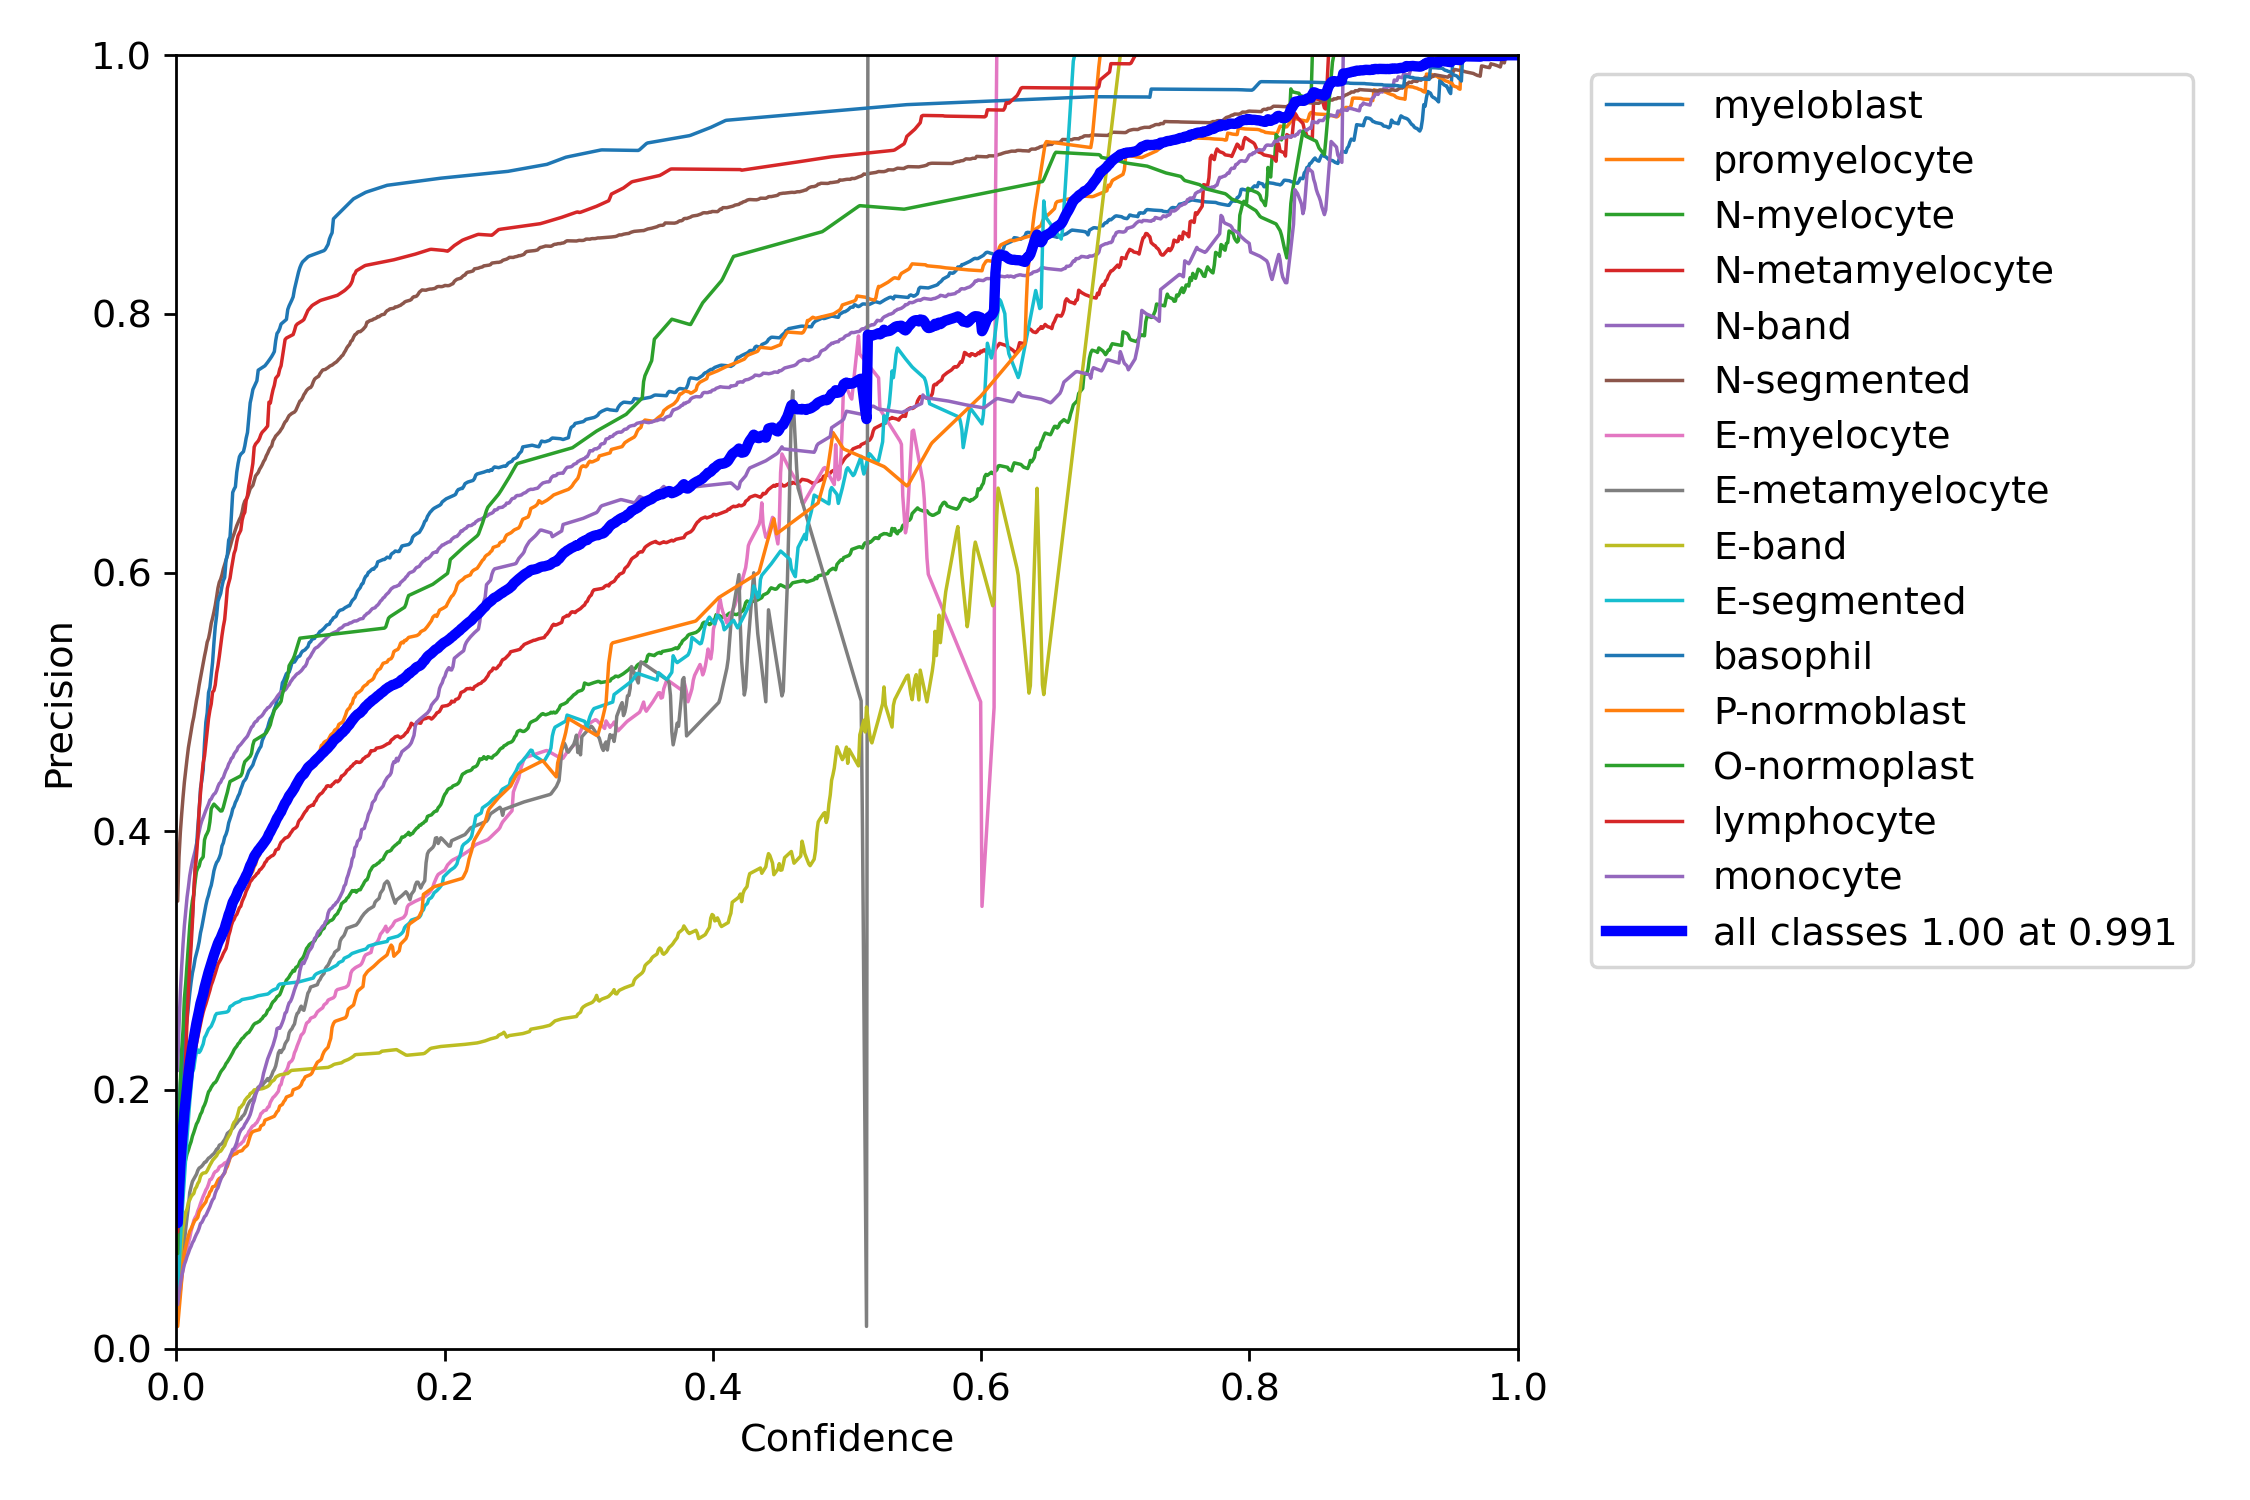 1.0
0.8
0.6
0.4
0.2
0.0
Precision
0.0 0.2 0.4 0.6 0.8 1.0
Confidence
myeloblast
promyelocyte
N-myelocyte
N-metamyelocyte
N-band
N-segmented
E-myelocyte
E-metamyelocyte
E-band
E-segmented
basophil
P-normoblast
O-normoplast
lymphocyte
monocyte
all classes 1.00 at 0.991